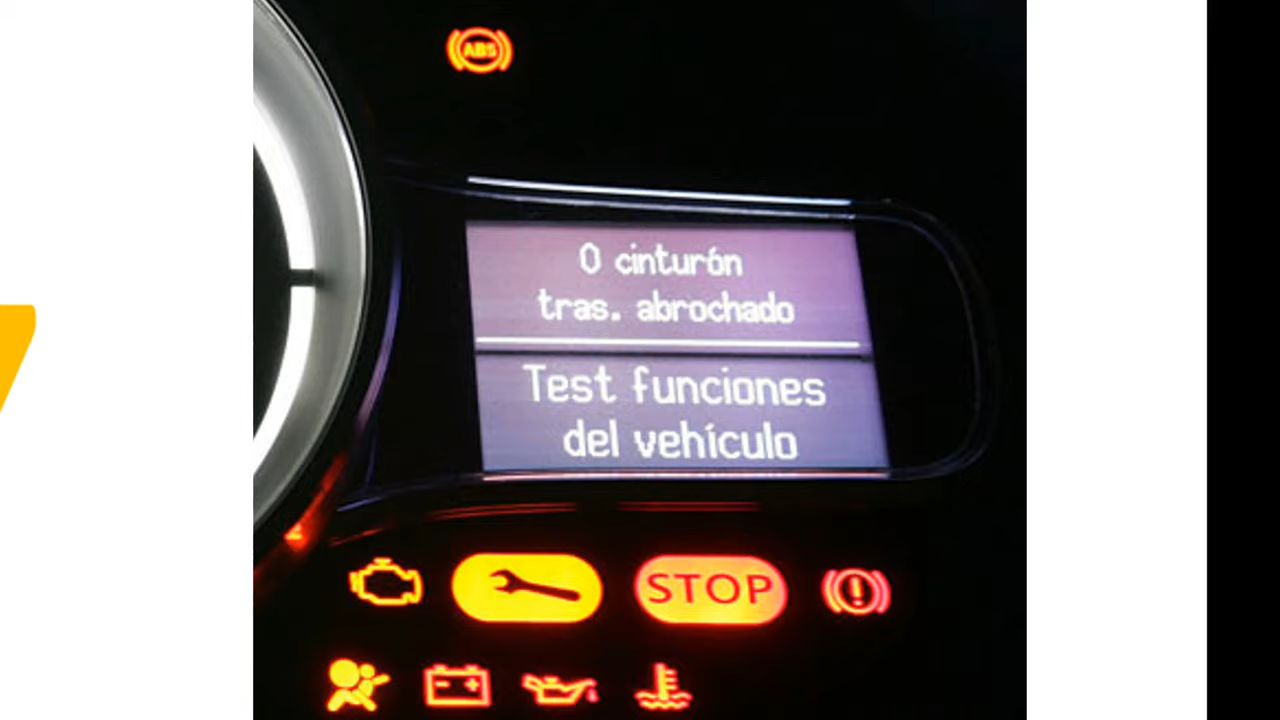 ABS
0 cinturón
tras. abrochado
Test funciones
del vehículo
STOP